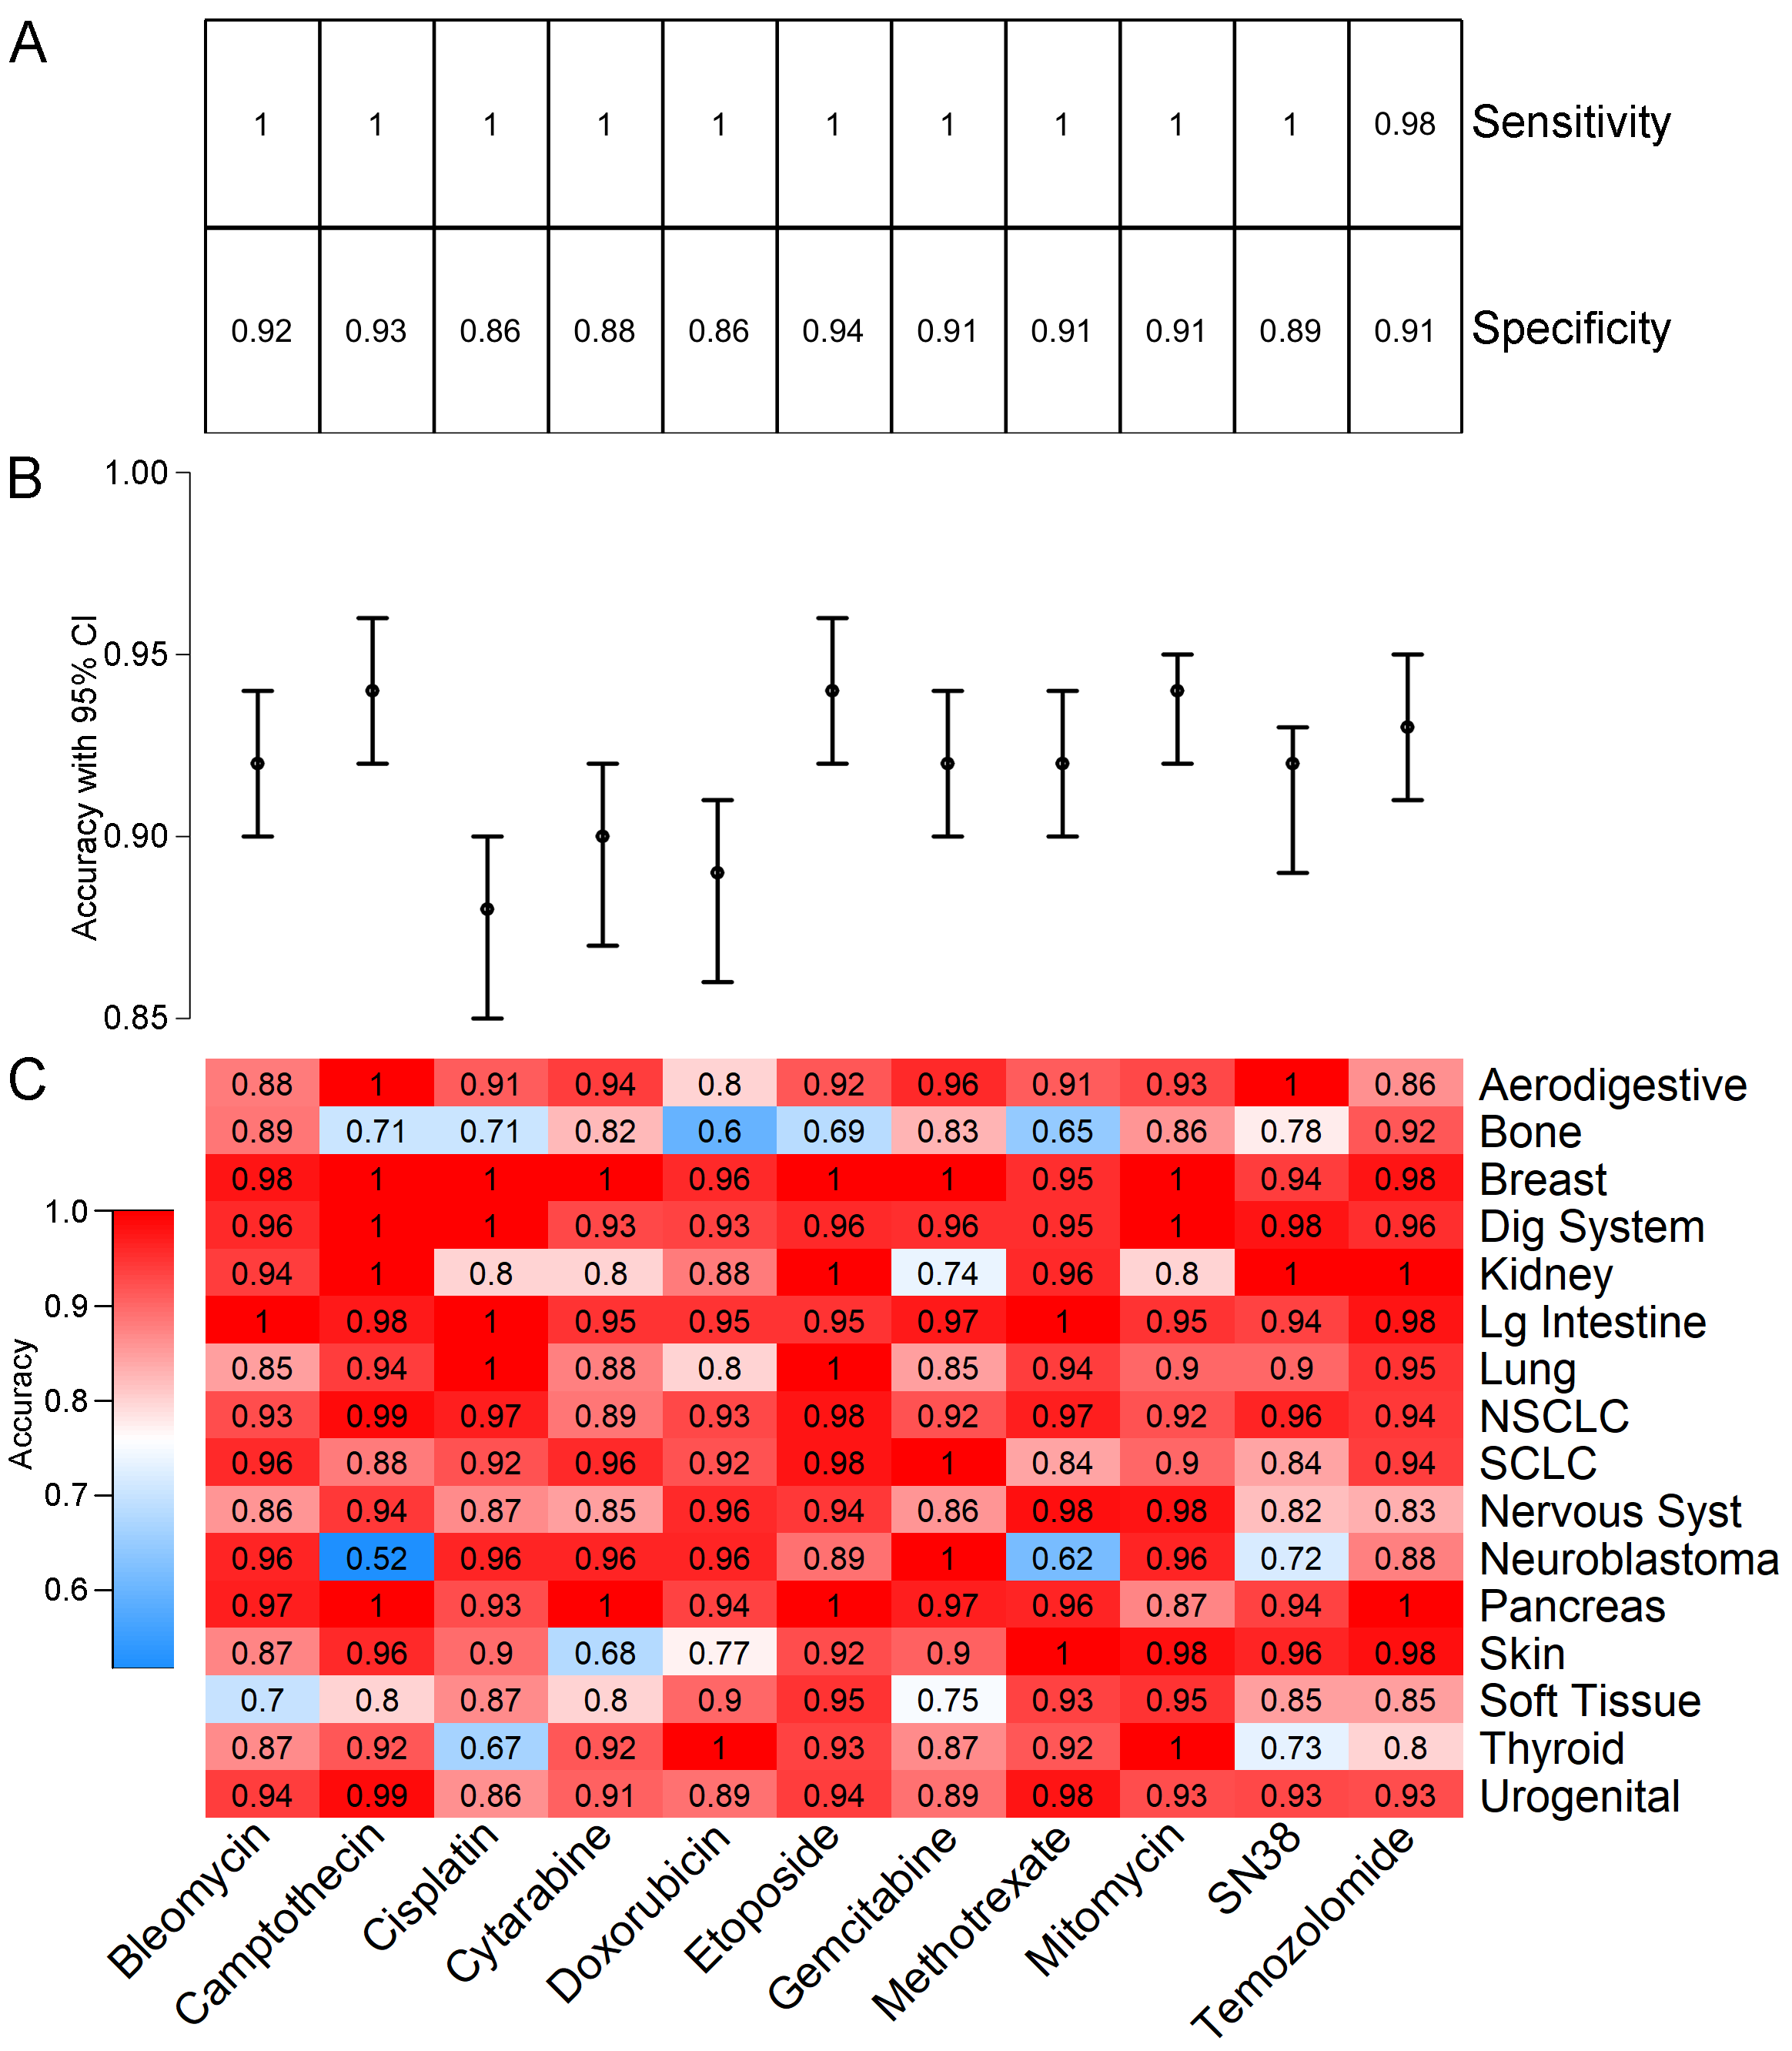 A
1 1 1 1 1 1 1 1 1 1 0.98 Sensitivity
0.92 0.93 0.86 0.88 0.86 0.94 0.91 0.91 0.91 0.89 0.91 Specificity
B
Accuracy with 95% CI
1.00
0.95
0.90
0.85
C
0.88 1 0.91 0.94 0.8 0.92 0.96 0.91 0.93 1 0.86 Aerodigestive
0.89 0.71 0.71 0.82 0.6 0.69 0.83 0.65 0.86 0.78 0.92 Bone
0.98 1 1 1 0.96 1 1 0.95 1 0.94 0.98 Breast
0.96 1 1 0.93 0.93 0.96 0.96 0.95 1 0.98 0.96 Dig System
0.94 1 0.8 0.8 0.88 1 0.74 0.96 0.8 1 1 Kidney
1 0.98 1 0.95 0.95 0.95 0.97 1 0.95 0.94 0.98 Lg Intestine
0.85 0.94 1 0.88 0.8 1 0.85 0.94 0.9 0.9 0.95 Lung
0.93 0.99 0.97 0.89 0.93 0.98 0.92 0.97 0.92 0.96 0.94 NSCLC
0.96 0.88 0.92 0.96 0.92 0.98 1 0.84 0.9 0.84 0.94 SCLC
0.86 0.94 0.87 0.85 0.96 0.94 0.86 0.98 0.98 0.82 0.83 Nervous Syst
0.96 0.52 0.96 0.96 0.96 0.89 1 0.62 0.96 0.72 0.88 Neuroblastoma
0.97 1 0.93 1 0.94 1 0.97 0.96 0.87 0.94 1 Pancreas
0.87 0.96 0.9 0.68 0.77 0.92 0.9 1 0.98 0.96 0.98 Skin
0.7 0.8 0.87 0.8 0.9 0.95 0.75 0.93 0.95 0.85 0.85 Soft Tissue
0.87 0.92 0.67 0.92 1 0.93 0.87 0.92 1 0.73 0.8 Thyroid
0.94 0.99 0.86 0.91 0.89 0.94 0.89 0.98 0.93 0.93 0.93 Urogenital
Accuracy
1.0
0.9
0.8
0.7
0.6
Bleomycin
Camptothecin
Cisplatin
Cytarabine
Doxorubicin
Etoposide
Gemcitabine
Methotrexate
Mitomycin
SN38
Temozolomide